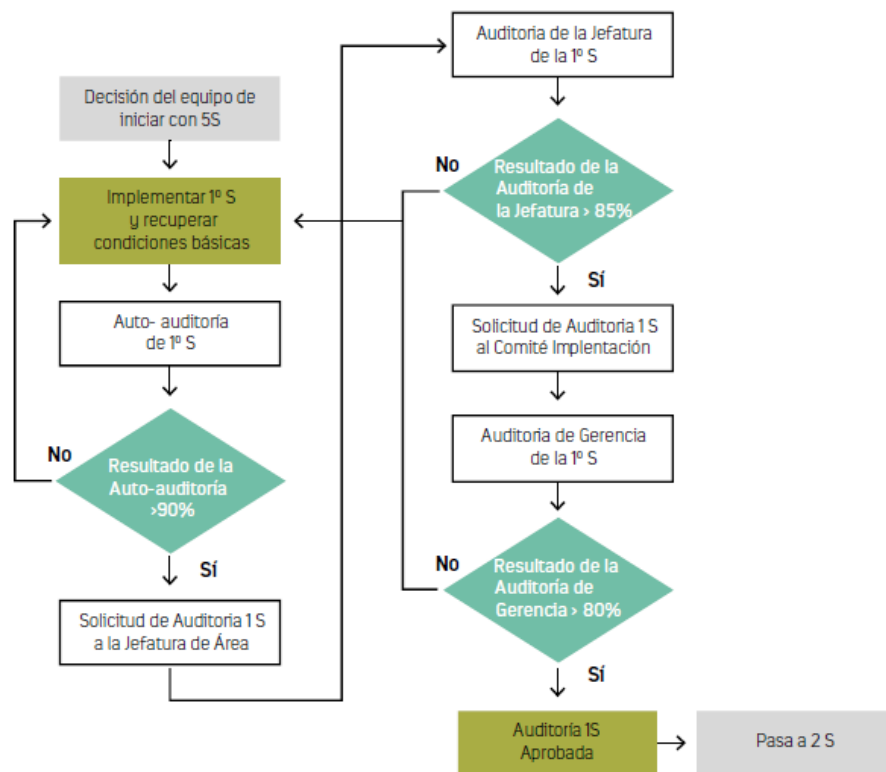 Decisión del equipo de
iniciar con 5S
Implementar 1º S
y recuperar
condiciones básicas
Auto- auditoría
de 1º S
No
Resultado de la
Auto-auditoría
>90%
Sí
Solicitud de Auditoria 1 S
a la Jefatura de Área
Auditoria de la Jefatura
de la 1º S
No
Resultado de la
Auditoría de
la Jefatura > 85%
Sí
Solicitud de Auditoria 1 S
al Comité Implentación
Auditoria de Gerencia
de la 1º S
No
Resultado de la
Auditoría de
Gerencia > 80%
Sí
Auditoría 1S
Aprobada
Pasa a 2 S